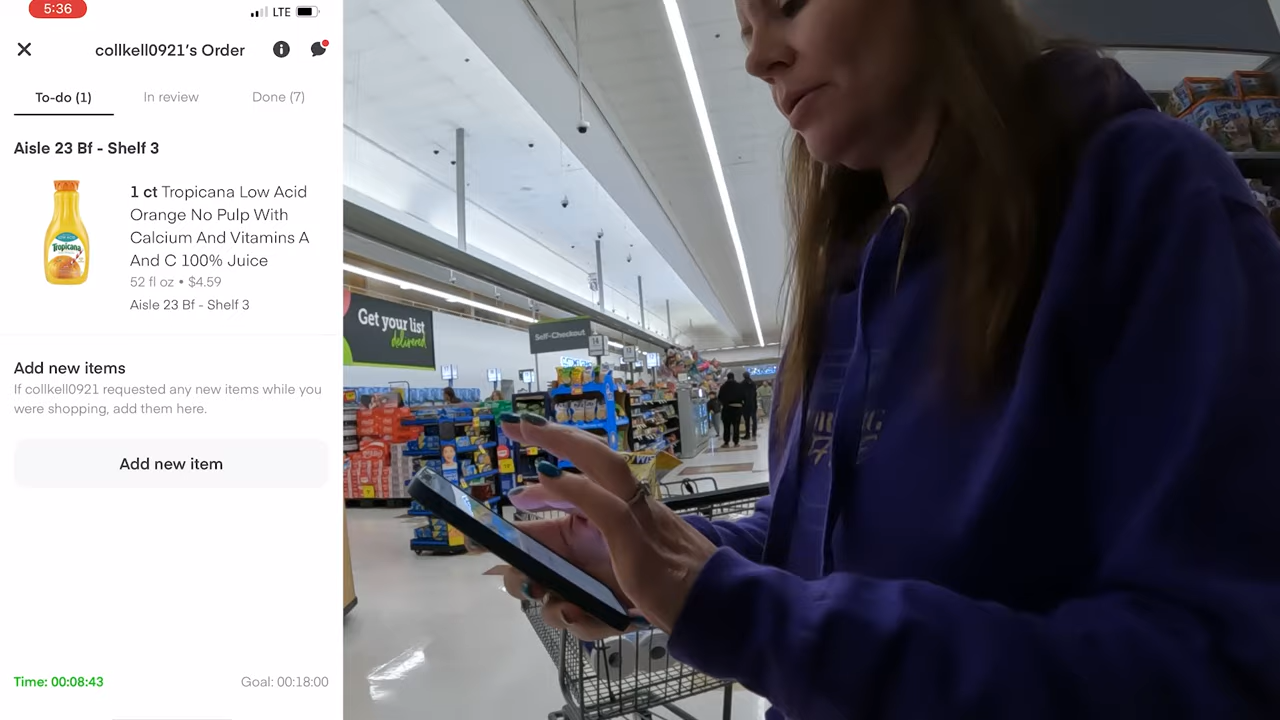 5:36
LTE
collkell0921's Order
To-do (1)
In review
Done (7)
Aisle 23 Bf - Shelf 3
1 ct Tropicana Low Acid
Orange No Pulp With
Calcium And Vitamins A
And C 100% Juice
52 fl oz • $4.59
Aisle 23 Bf - Shelf 3
Tropicana
Add new items
If collkell0921 requested any new items while you
were shopping, add them here.
Add new item
Time: 00:08:43
Goal: 00:18:00
Get your list
delivered
Self-Checkout
14